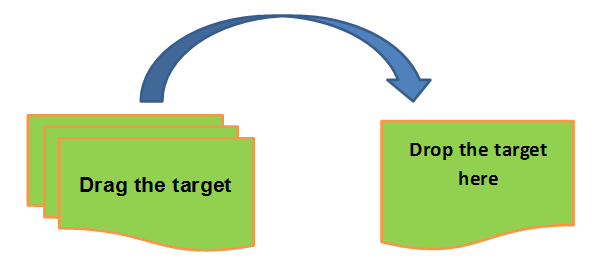 Drag the target
Drop the target
here